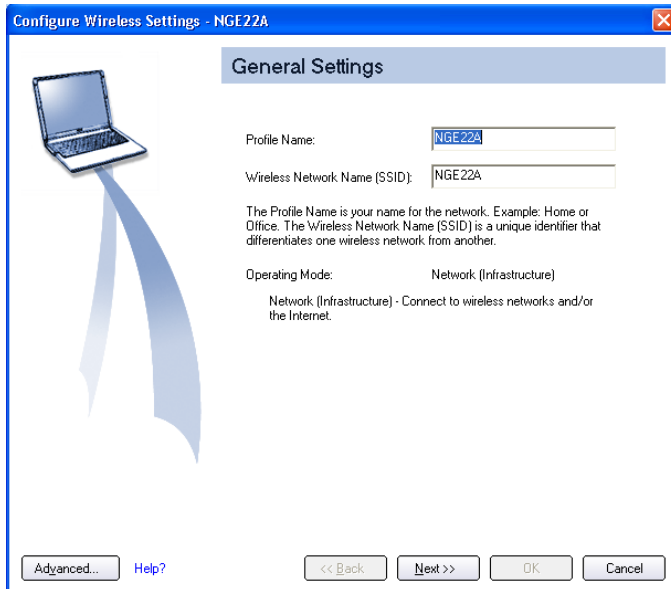 Configure Wireless Settings - NGE22A
General Settings
Profile Name: NGE22A
Wireless Network Name (SSID): NGE22A
The Profile Name is your name for the network. Example: Home or
Office. The Wireless Network Name (SSID) is a unique identifier that
differentiates one wireless network from another.
Operating Mode: Network (Infrastructure)
Network (Infrastructure) - Connect to wireless networks and/or
the Internet.
Advanced... Help? << Back Next >> OK Cancel